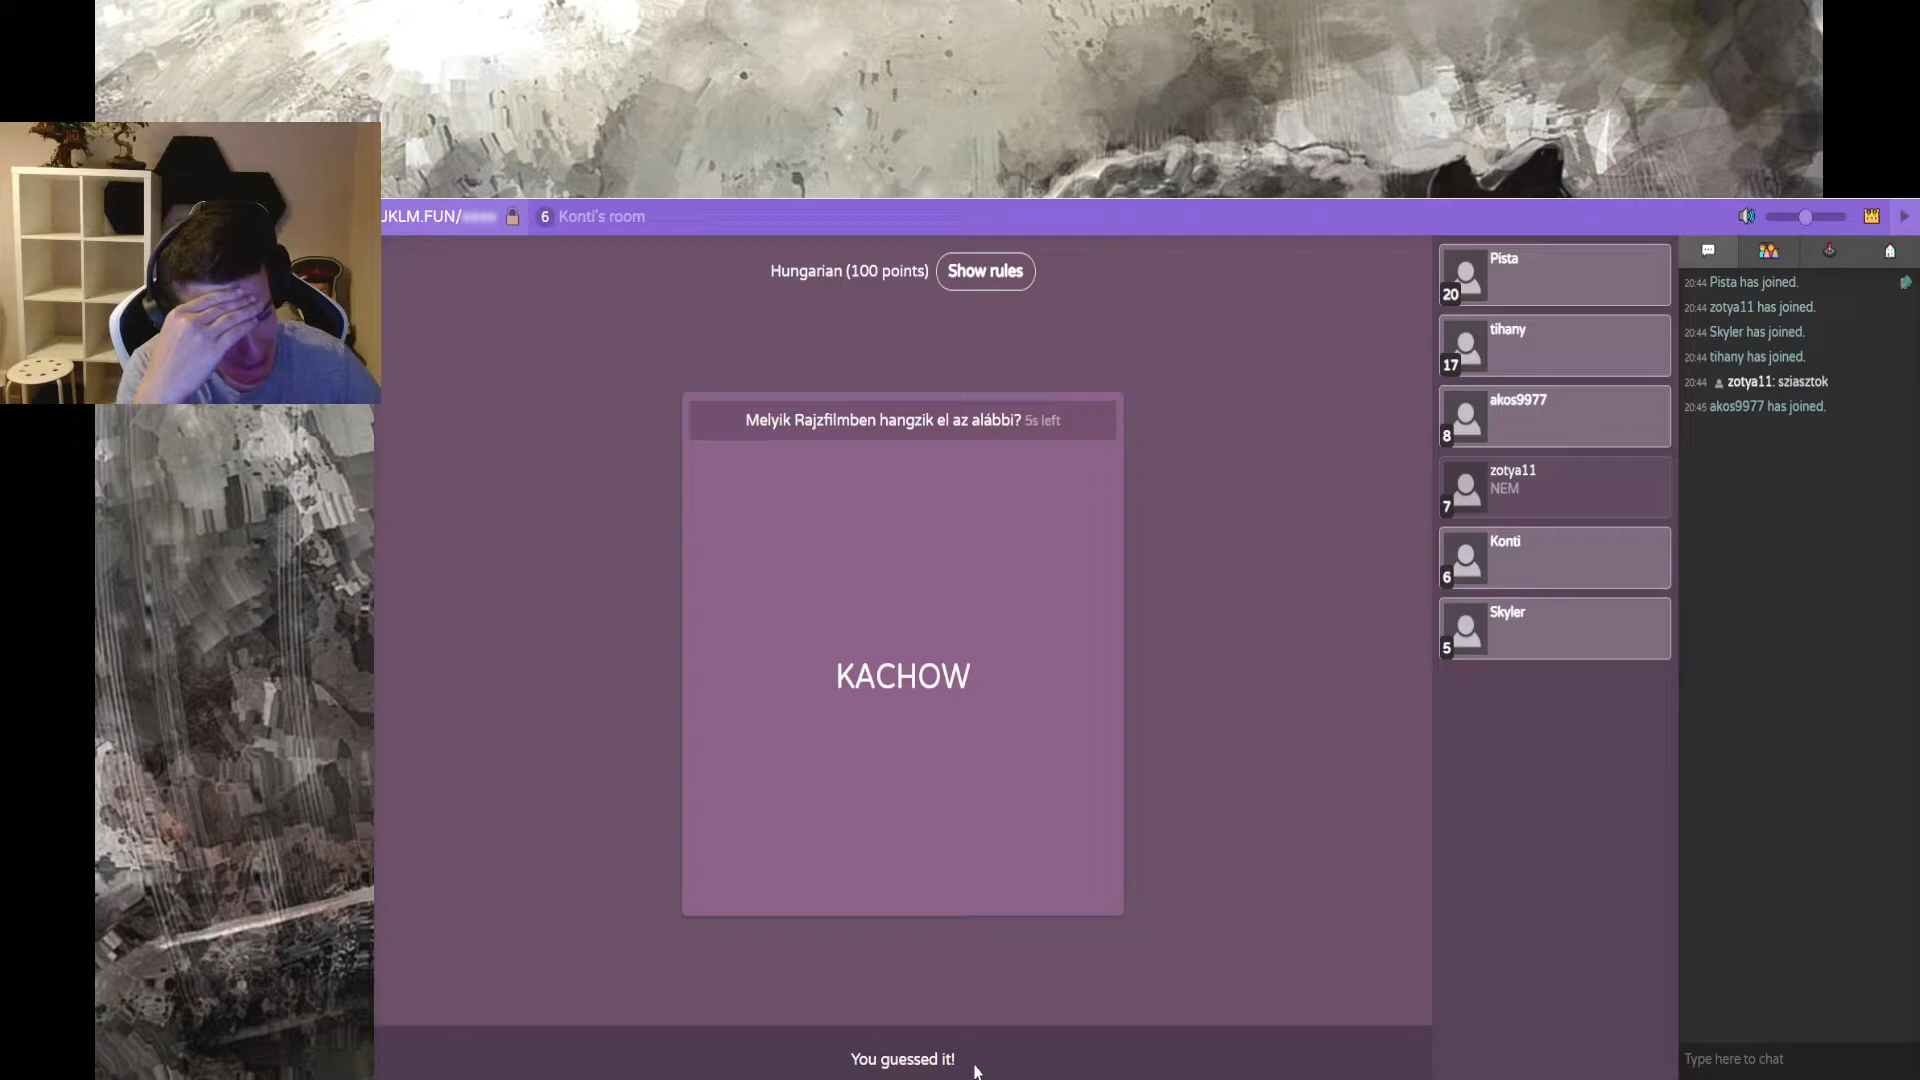 JKLM.FUN/
6 Konti's room
Hungarian (100 points) Show rules
Melyik Rajzfilmben hangzik el az alábbi? 5s left
KACHOW
You guessed it!
Pista
20
tihany
17
akos9977
8
zotya11
NEM
7
Konti
6
Skyler
5
20:44 Pista has joined.
20:44 zotya11 has joined.
20:44 Skyler has joined.
20:44 tihany has joined.
20:44 zotya11: sziasztok
20:45 akos9977 has joined.
Type here to chat